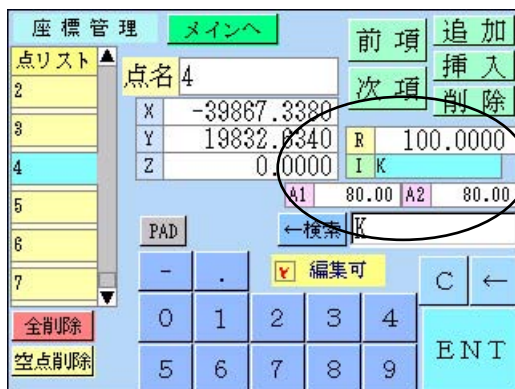 座標管理 メインへ 前項 追加
挿入
次項 削除
点リスト
2
3
4
5
6
7
全削除
空点削除
点名 4
X -39867.3380
Y 19832.6340
Z 0.0000
R 100.0000
I K
A1 80.00 A2 80.00
PAD ←検索 K
- . 編集可 C ←
0 1 2 3 4
5 6 7 8 9
ENT